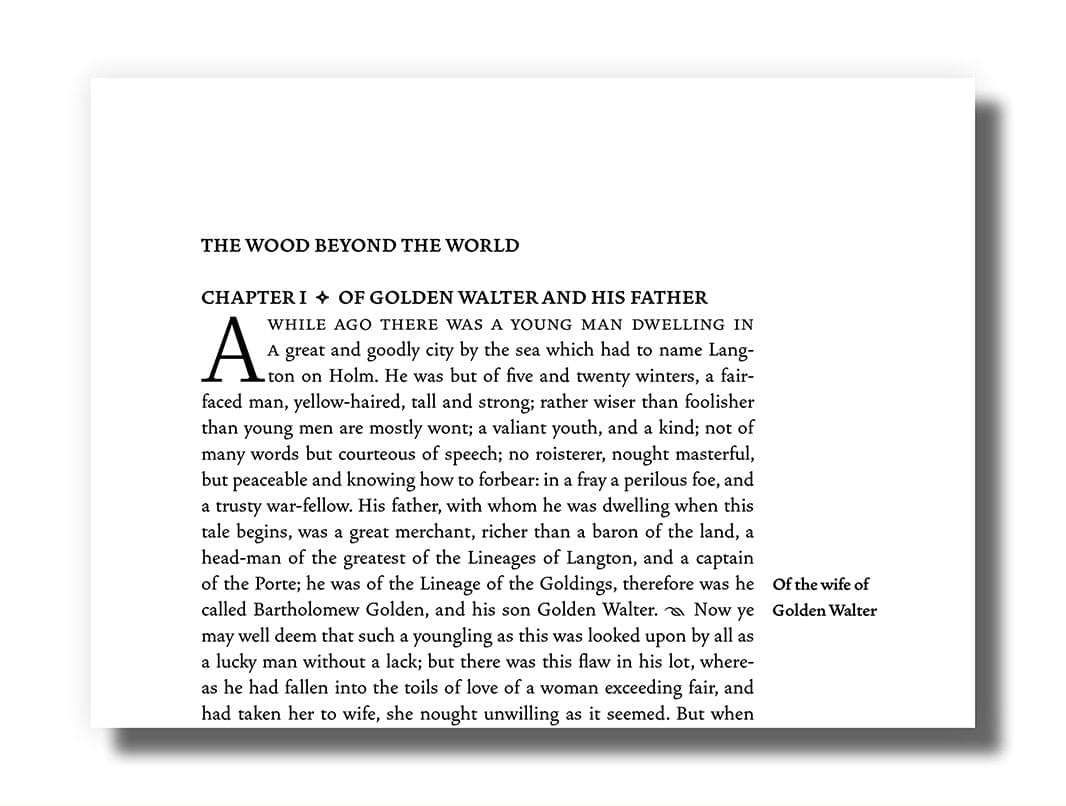 THE WOOD BEYOND THE WORLD
CHAPTER I ✦ OF GOLDEN WALTER AND HIS FATHER
A WHILE AGO THERE WAS A YOUNG MAN DWELLING IN
A great and goodly city by the sea which had to name Lang-
ton on Holm. He was but of five and twenty winters, a fair-
faced man, yellow-haired, tall and strong; rather wiser than foolisher
than young men are mostly wont; a valiant youth, and a kind; not of
many words but courteous of speech; no roisterer, nought masterful,
but peaceable and knowing how to forbear: in a fray a perilous foe, and
a trusty war-fellow. His father, with whom he was dwelling when this
tale begins, was a great merchant, richer than a baron of the land, a
head-man of the greatest of the Lineages of Langton, and a captain
of the Porte; he was of the Lineage of the Goldings, therefore was he
called Bartholomew Golden, and his son Golden Walter. Now ye
may well deem that such a youngling as this was looked upon by all as
a lucky man without a lack; but there was this flaw in his lot, where-
as he had fallen into the toils of love of a woman exceeding fair, and
had taken her to wife, she nought unwilling as it seemed. But when
Of the wife of
Golden Walter